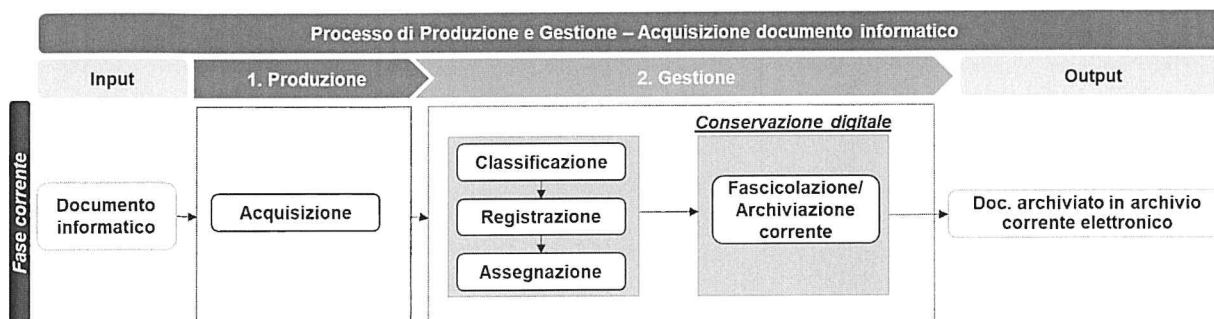 Processo di Produzione e Gestione – Acquisizione documento informatico
Input
1. Produzione
2. Gestione
Output
Fase corrente
Documento
informatico
Acquisizione
Classificazione
Registrazione
Assegnazione
Conservazione digitale
Fascicolazione/
Archiviazione
corrente
Doc. archiviato in archivio
corrente elettronico